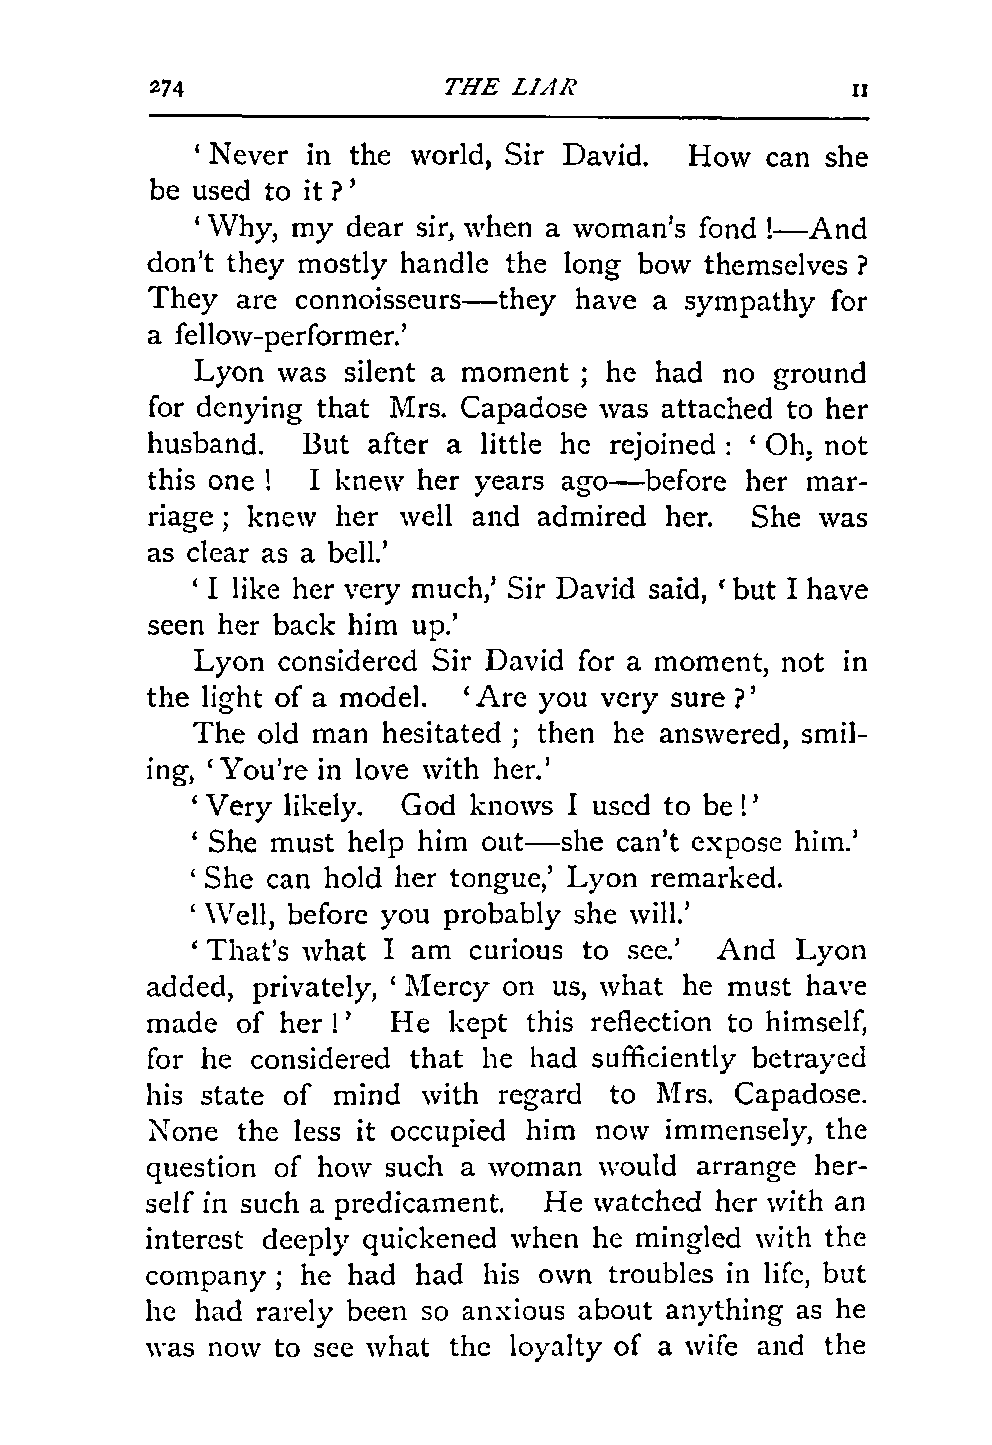 274 THE LIAR II
‘ Never in the world, Sir David. How can she
be used to it ? ’
‘ Why, my dear sir, when a woman's fond !—And
don't they mostly handle the long bow themselves ?
They are connoisseurs—they have a sympathy for
a fellow-performer.’
Lyon was silent a moment ; he had no ground
for denying that Mrs. Capadose was attached to her
husband. But after a little he rejoined : ‘ Oh, not
this one ! I knew her years ago—before her mar-
riage ; knew her well and admired her. She was
as clear as a bell.’
‘ I like her very much,’ Sir David said, ‘ but I have
seen her back him up.’
Lyon considered Sir David for a moment, not in
the light of a model. ‘ Are you very sure ? ’
The old man hesitated ; then he answered, smil-
ing, ‘ You're in love with her.’
‘ Very likely. God knows I used to be ! ’
‘ She must help him out—she can't expose him.’
‘ She can hold her tongue,’ Lyon remarked.
‘ Well, before you probably she will.’
‘ That's what I am curious to see.’ And Lyon
added, privately, ‘ Mercy on us, what he must have
made of her ! ’ He kept this reflection to himself,
for he considered that he had sufficiently betrayed
his state of mind with regard to Mrs. Capadose.
None the less it occupied him now immensely, the
question of how such a woman would arrange her-
self in such a predicament. He watched her with an
interest deeply quickened when he mingled with the
company ; he had had his own troubles in life, but
he had rarely been so anxious about anything as he
was now to see what the loyalty of a wife and the